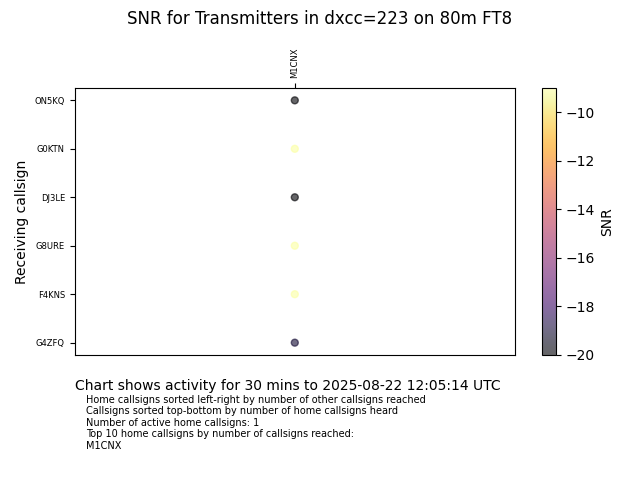 SNR for Transmitters in dxcc=223 on 80m FT8
M1CNX
ON5KQ
G0KTN
DJ3LE
G8URE
F4KNS
G4ZFQ
Receiving callsign
−10
−12
−14
−16
−18
−20
SNR
Chart shows activity for 30 mins to 2025-08-22 12:05:14 UTC
Home callsigns sorted left-right by number of other callsigns reached
Callsigns sorted top-bottom by number of home callsigns heard
Number of active home callsigns: 1
Top 10 home callsigns by number of callsigns reached:
M1CNX